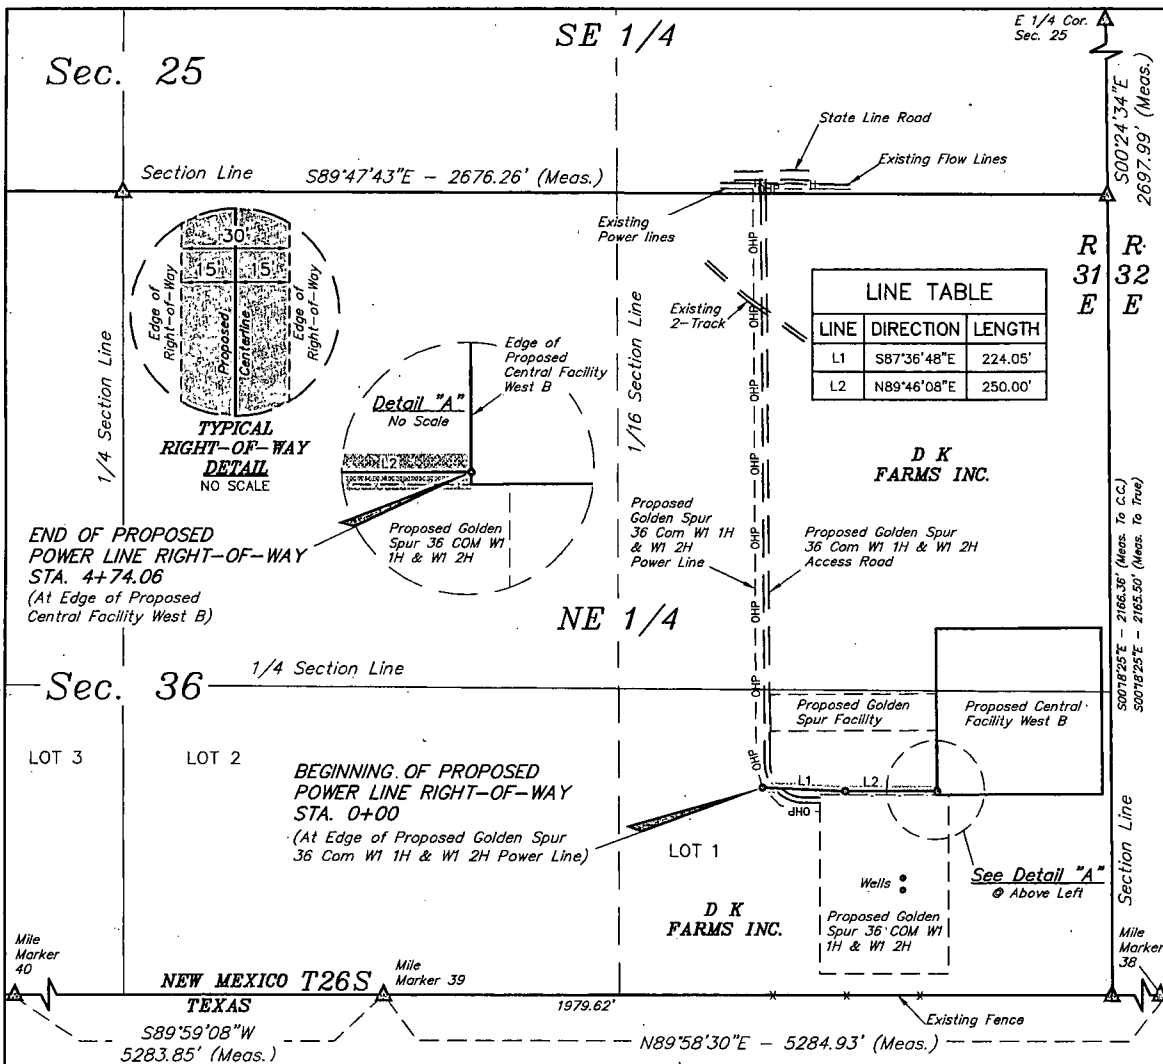 SE 1/4
E 1/4 Cor.
Sec. 25
Sec. 25
S00°24'34"E
2697.99' (Meas.)
State Line Road
Existing Flow Lines
Section Line
S89°47'43"E - 2676.26' (Meas.)
Existing
Power lines
R R
31 32
E E
30'
15' 15'
Edge of
Right-of-Way
Proposed
Centerline
Edge of
Right-of-Way
TYPICAL
RIGHT-OF-WAY
DETAIL
NO SCALE
1/4 Section Line
Existing
2-Track
OHP
LINE TABLE
LINE DIRECTION LENGTH
L1 S87°36'48"E 224.05'
L2 N89°46'08"E 250.00'
Edge of
Proposed
Central Facility
West B
Detail "A"
No Scale
L2
Proposed Golden
Spur 36 COM W1
1H & W1 2H
1/16 Section Line
OHP
OHP
D K
FARMS INC.
END OF PROPOSED
POWER LINE RIGHT-OF-WAY
STA. 4+74.06
(At Edge of Proposed
Central Facility West B)
Proposed
Golden Spur
36 Com W1 1H
& W1 2H
Power Line
OHP
OHP
Proposed Golden Spur
36 Com W1 1H & W1 2H
Access Road
S00°18'25"E - 2166.36' (Meas. To C.C.)
S00°18'25"E - 2165.50' (Meas. To True)
NE 1/4
OHP
1/4 Section Line
Sec. 36
OHP
Proposed Golden
Spur Facility
Proposed Central
Facility West B
LOT 3
LOT 2
OHP
L1
L2
OHP
BEGINNING OF PROPOSED
POWER LINE RIGHT-OF-WAY
STA. 0+00
(At Edge of Proposed Golden Spur
36 Com W1 1H & W1 2H Power Line)
LOT 1
See Detail "A"
@ Above Left
Section Line
Wells
D K
FARMS INC.
Proposed Golden
Spur 36 COM W1
1H & W1 2H
Mile
Marker
40
NEW MEXICO T26S
TEXAS
Mile
Marker 39
Mile
Marker
38
1979.62'
Existing Fence
S89°59'08"W
5283.85' (Meas.)
N89°58'30"E - 5284.93' (Meas.)